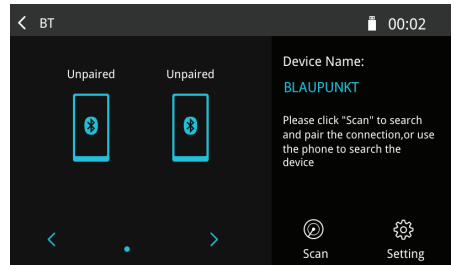 BT
00:02
Unpaired
Unpaired
Device Name:
BLAUPUNKT
Please click "Scan" to search
and pair the connection,or use
the phone to search the
device
Scan
Setting